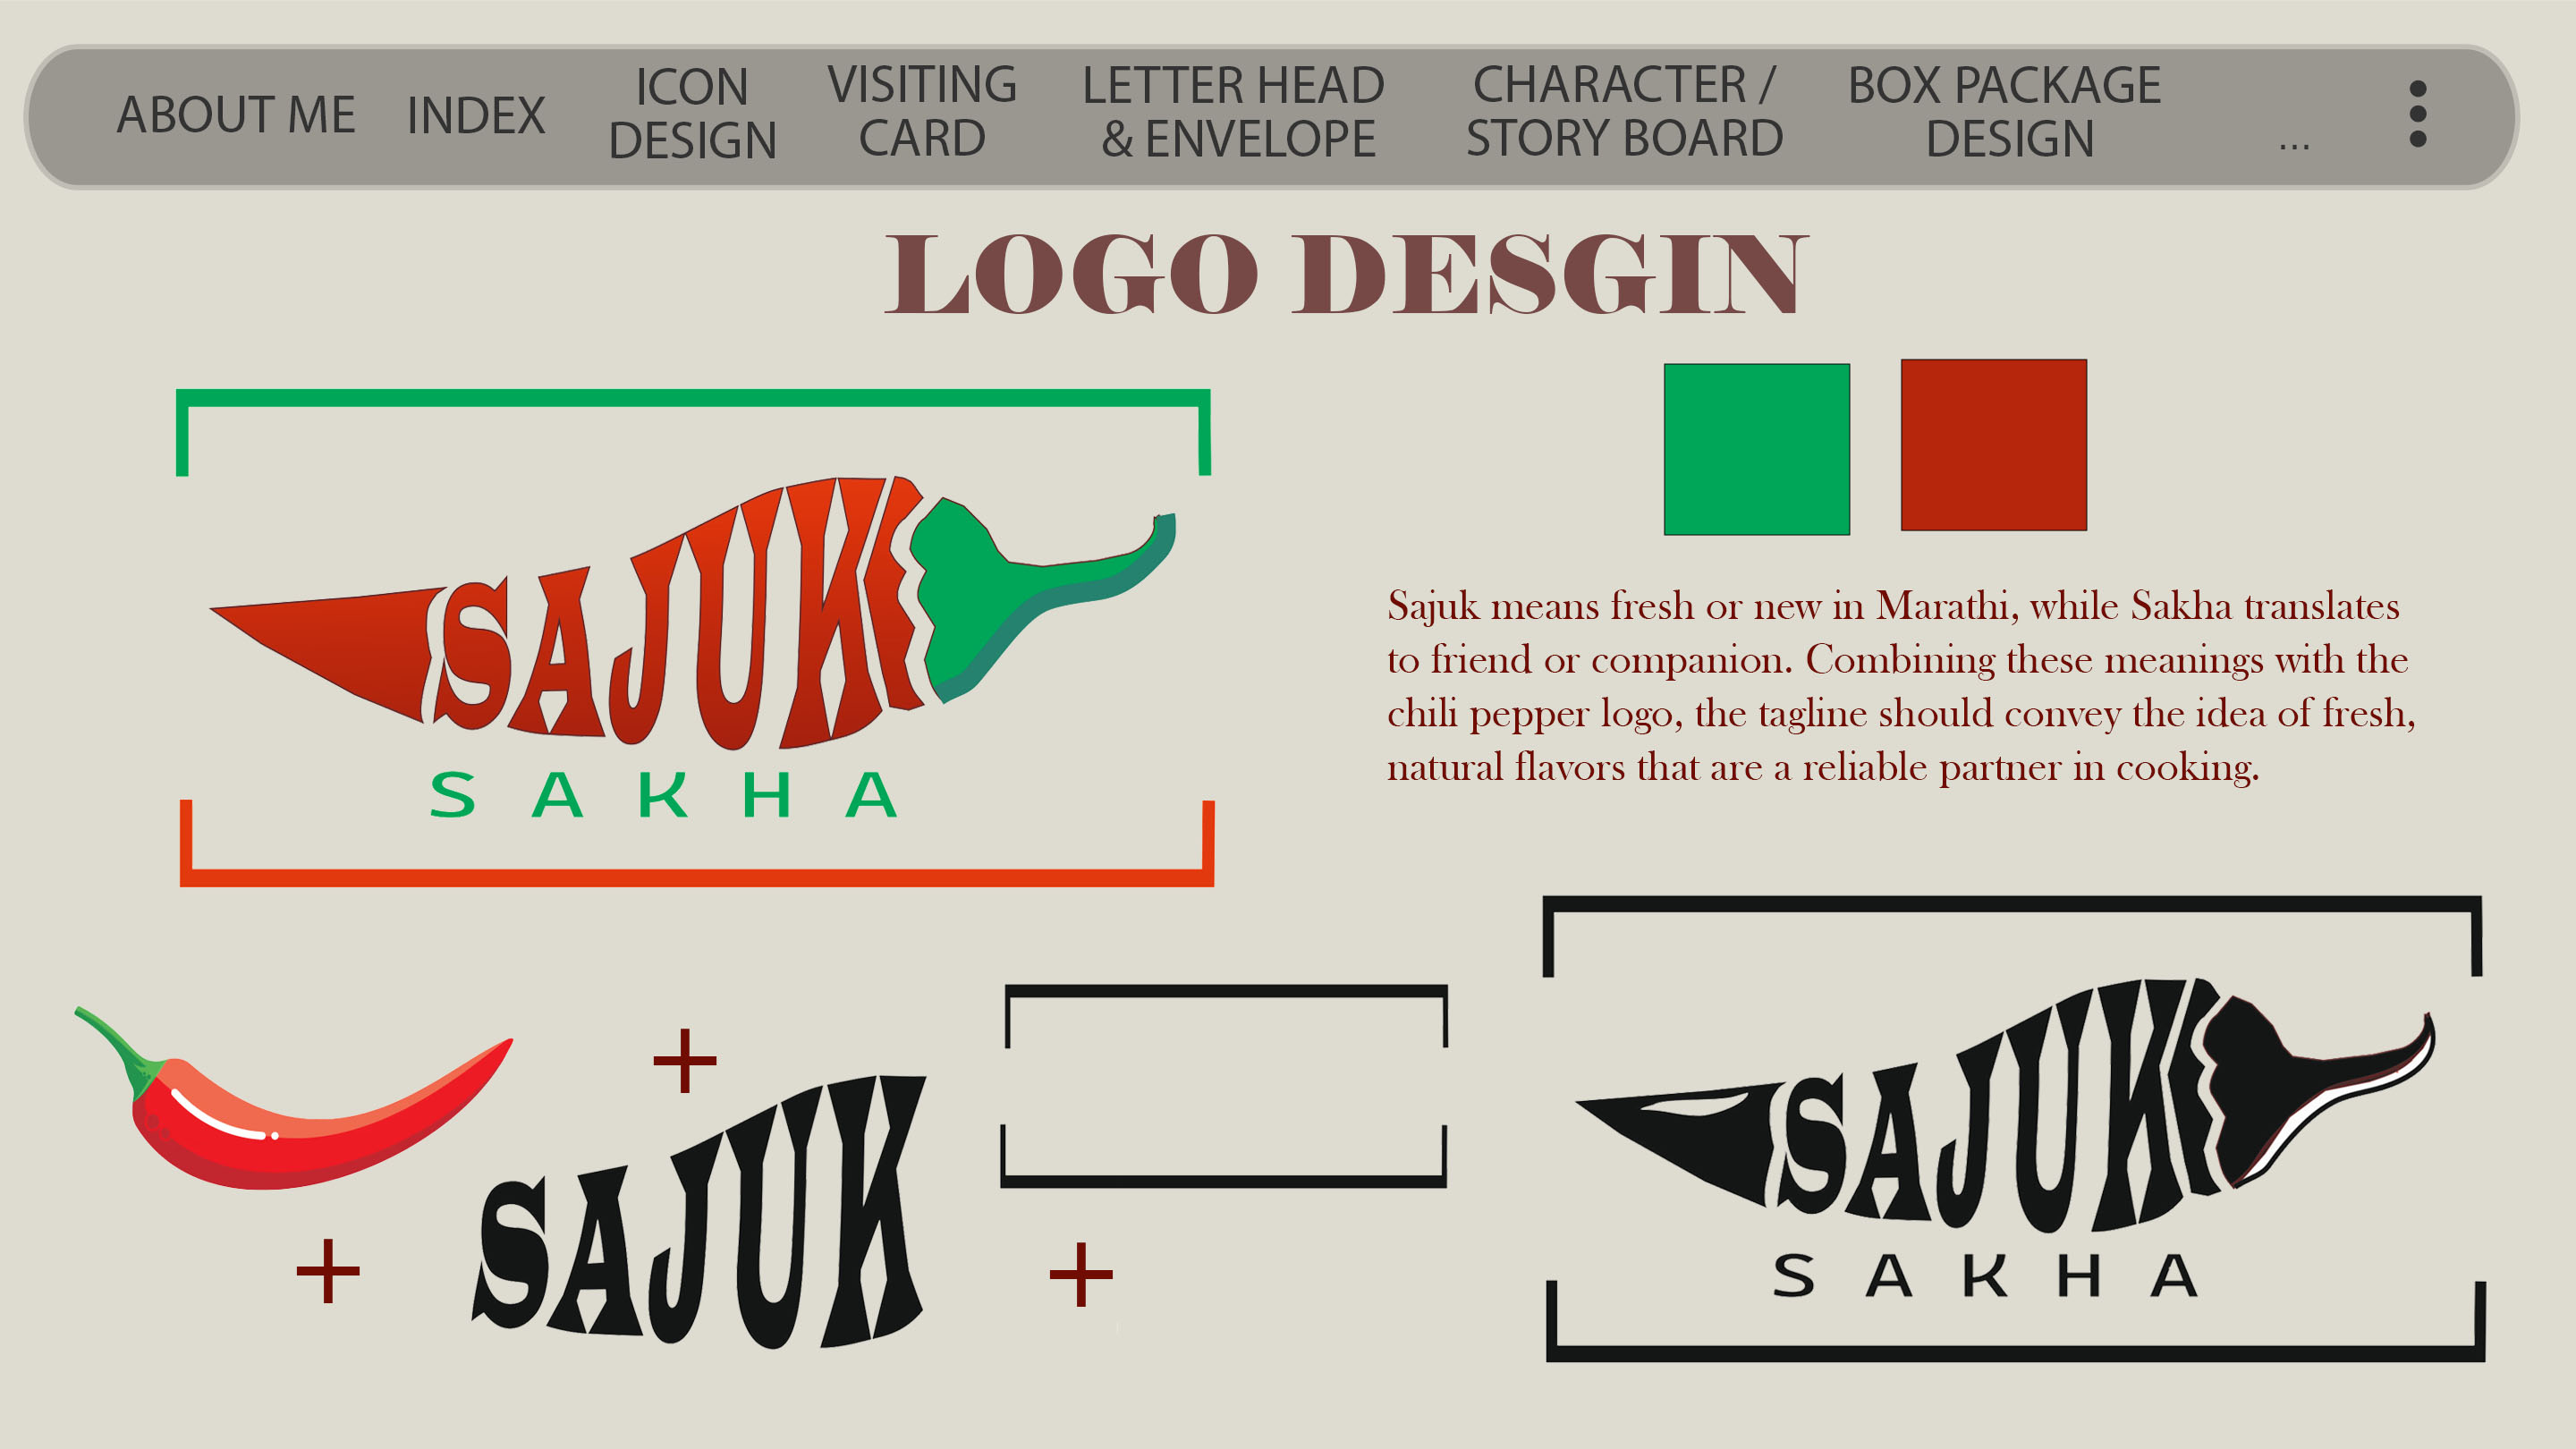 ABOUT ME
INDEX
ICON
DESIGN
VISITING
CARD
LETTER HEAD
& ENVELOPE
CHARACTER /
STORY BOARD
BOX PACKAGE
DESIGN
...
LOGO DESGIN
SAJUK
SAKHA
Sajuk means fresh or new in Marathi, while Sakha translates
to friend or companion. Combining these meanings with the
chili pepper logo, the tagline should convey the idea of fresh,
natural flavors that are a reliable partner in cooking.
+
SAJUK
+
+
SAJUK
SAKHA